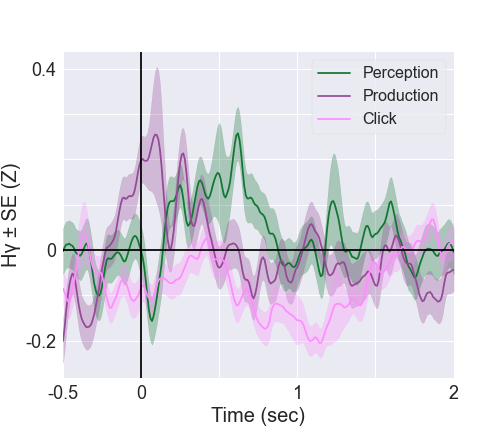 Perception
Production
Click
Hγ ± SE (Z)
0.4
0
-0.2
-0.5
0
1
2
Time (sec)